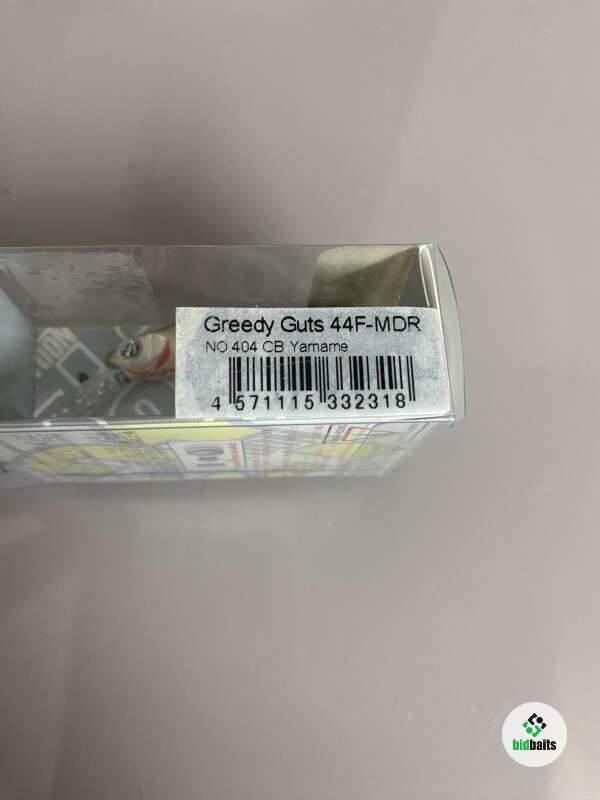 Greedy Guts 44F-MDR
NO 404 CB Yamame
4 571115 332318
bidbaits